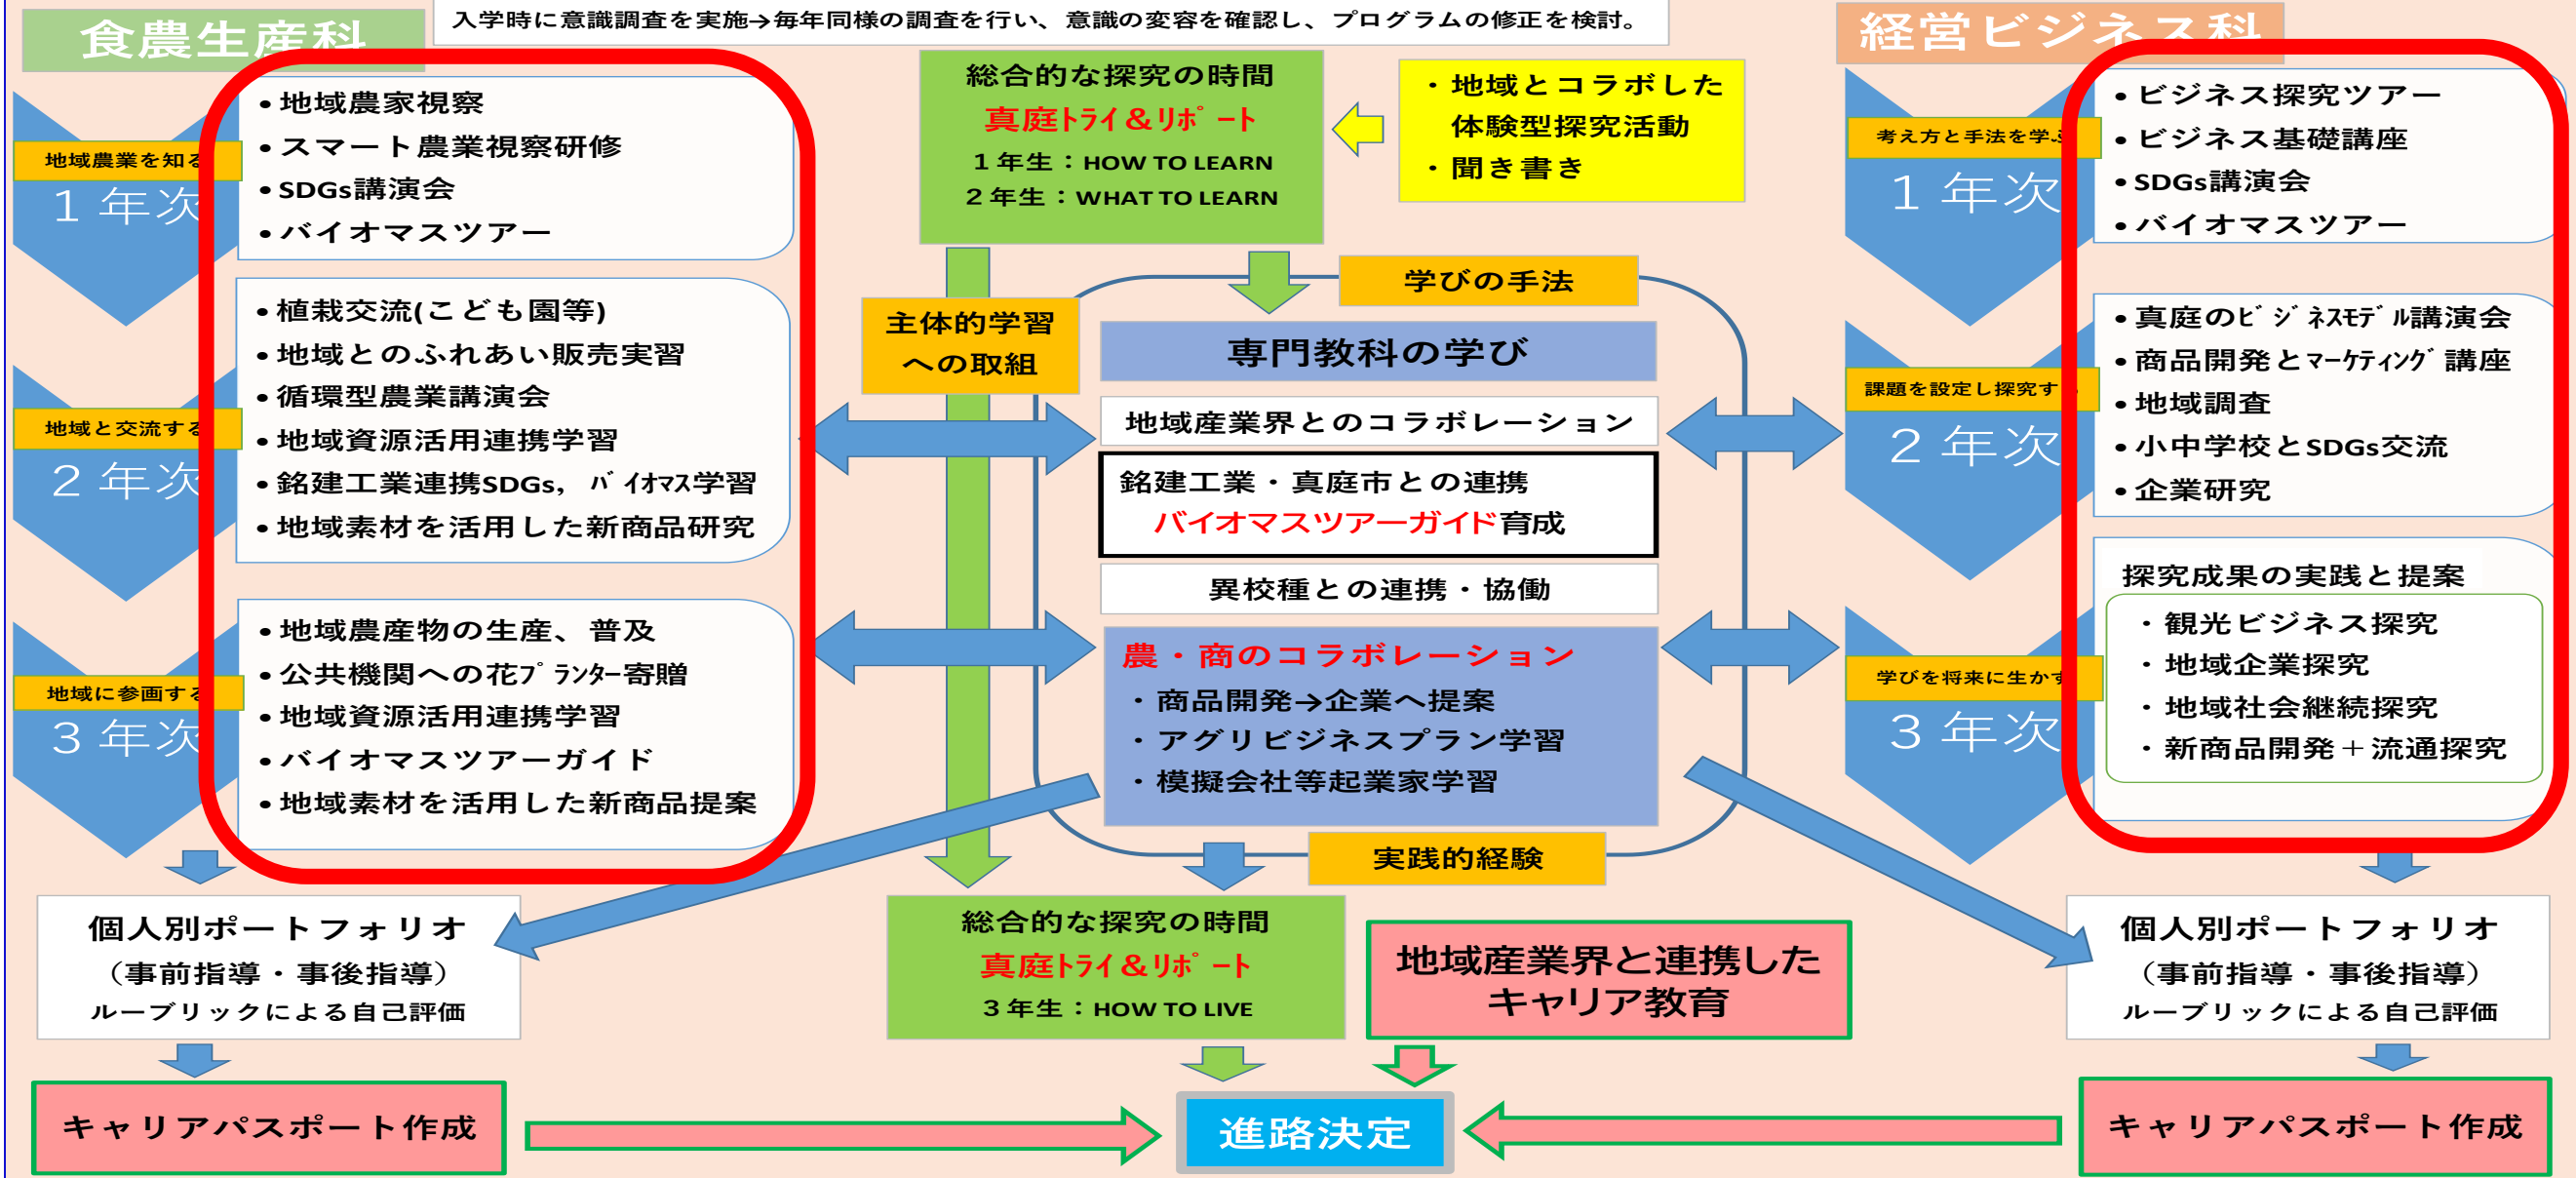 入学時に意識調査を実施→毎年同様の調査を行い、意識の変容を確認し、プログラムの修正を検討。
食農生産科
地域農業を知る
1年次
•地域農家視察
•スマート農業視察研修
•SDGs講演会
•バイオマスツアー
地域と交流する
2年次
•植栽交流(こども園等)
•地域とのふれあい販売実習
•循環型農業講演会
•地域資源活用連携学習
•銘建工業連携SDGs，バイオマス学習
•地域素材を活用した新商品研究
地域に参画する
3年次
•地域農産物の生産、普及
•公共機関への花プランター寄贈
•地域資源活用連携学習
•バイオマスツアーガイド
•地域素材を活用した新商品提案
個人別ポートフォリオ
（事前指導・事後指導）
ルーブリックによる自己評価
キャリアパスポート作成
総合的な探究の時間
真庭トライ＆リポート
1年生：HOW TO LEARN
2年生：WHAT TO LEARN
・地域とコラボした
体験型探究活動
・聞き書き
学びの手法
主体的学習
への取組
専門教科の学び
地域産業界とのコラボレーション
銘建工業・真庭市との連携
バイオマスツアーガイド育成
異校種との連携・協働
農・商のコラボレーション
・商品開発→企業へ提案
・アグリビジネスプラン学習
・模擬会社等起業家学習
実践的経験
総合的な探究の時間
真庭トライ＆リポート
3年生：HOW TO LIVE
地域産業界と連携した
キャリア教育
進路決定
経営ビジネス科
考え方と手法を学ぶ
1年次
•ビジネス探究ツアー
•ビジネス基礎講座
•SDGs講演会
•バイオマスツアー
課題を設定し探究する
2年次
•真庭のビジネスモデル講演会
•商品開発とマーケティング講座
•地域調査
•小中学校とSDGs交流
•企業研究
学びを将来に生かす
3年次
探究成果の実践と提案
・観光ビジネス探究
・地域企業探究
・地域社会継続探究
・新商品開発＋流通探究
個人別ポートフォリオ
（事前指導・事後指導）
ルーブリックによる自己評価
キャリアパスポート作成